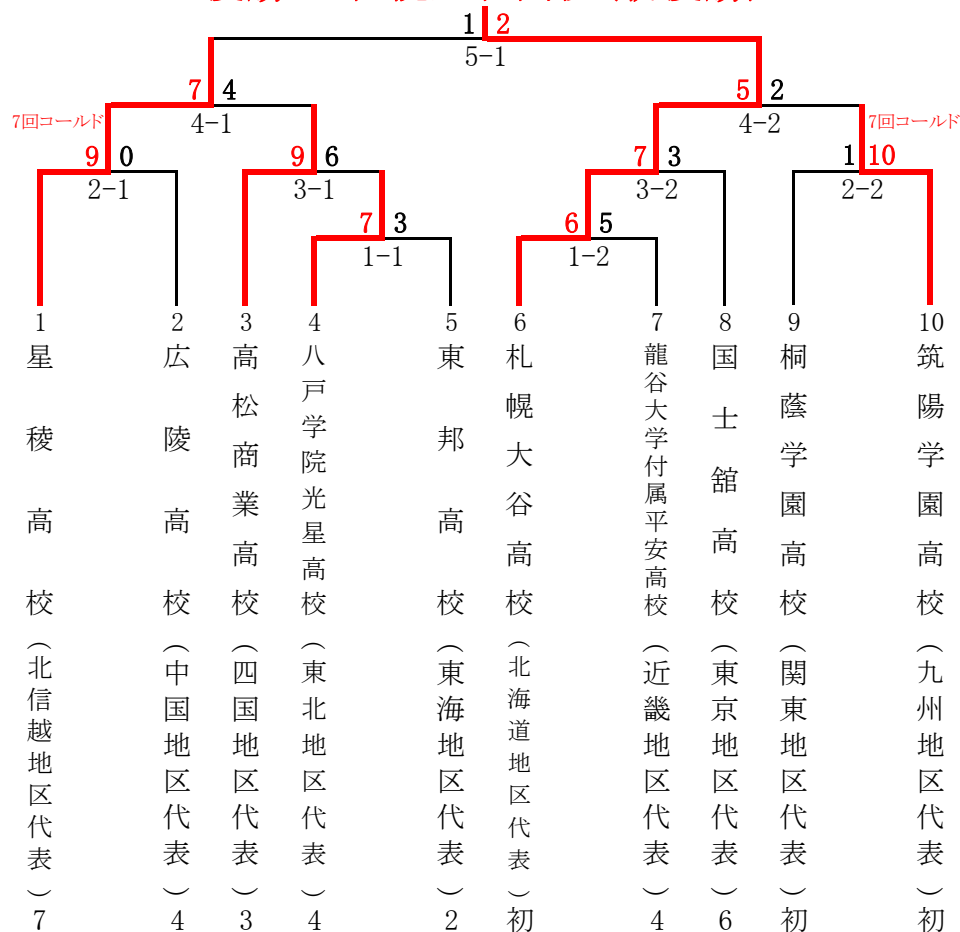 1 2
5-1
7 4
4-1
5 2
4-2
7回コールド
7回コールド
9 0
2-1
9 6
3-1
7 3
3-2
1 10
2-2
7 3
1-1
6 5
1-2
1
星稜高校(北信越地区代表)
7
2
広陵高校(中国地区代表)
4
3
高松商業高校(四国地区代表)
3
4
八戸学院光星高校(東北地区代表)
4
5
東邦高校(東海地区代表)
2
6
札幌大谷高校(北海道地区代表)
初
7
龍谷大学付属平安高校(近畿地区代表)
4
8
国士舘高校(東京地区代表)
6
9
桐蔭学園高校(関東地区代表)
初
10
筑陽学園高校(九州地区代表)
初